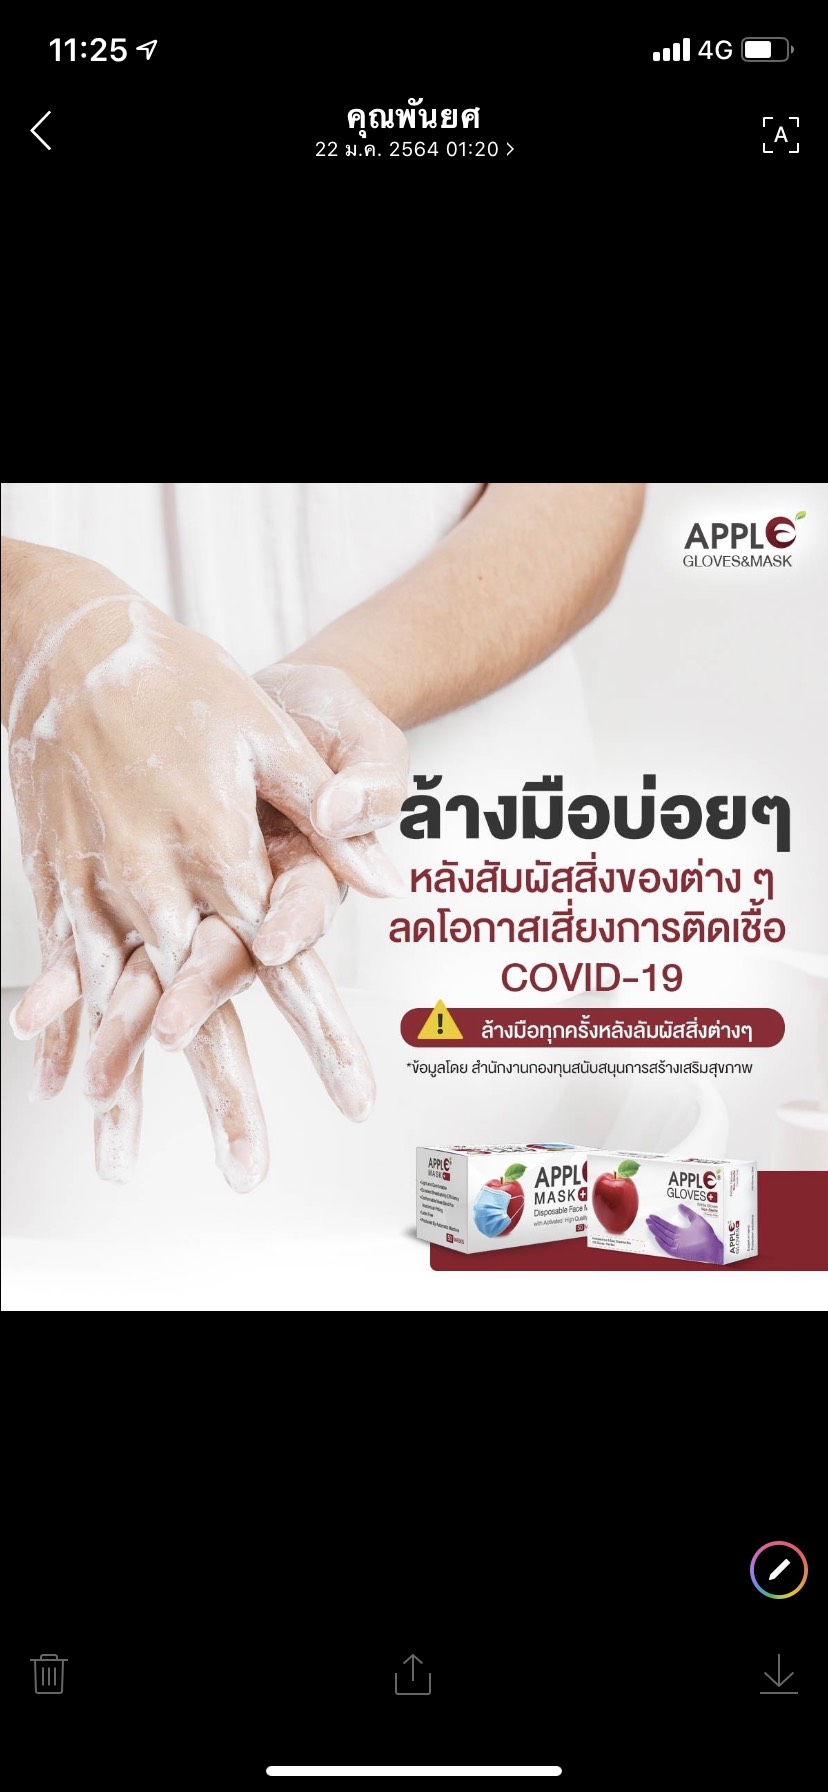 11:25
4G
คุณพันยศ
22 ม.ค. 2564 01:20
A
APPLE
GLOVES&MASK
ล้างมือบ่อยๆ
หลังสัมผัสสิ่งของต่าง ๆ
ลดโอกาสเสี่ยงการติดเชื้อ
COVID-19
ล้างมือทุกครั้งหลังสัมผัสสิ่งต่างๆ
*ข้อมูลโดย สำนักงานกองทุนสนับสนุนการสร้างเสริมสุขภาพ
APPLE
MASK
APPL
MASK
Disposable Face M
APPLE
GLOVES
APPLE
GLOVES